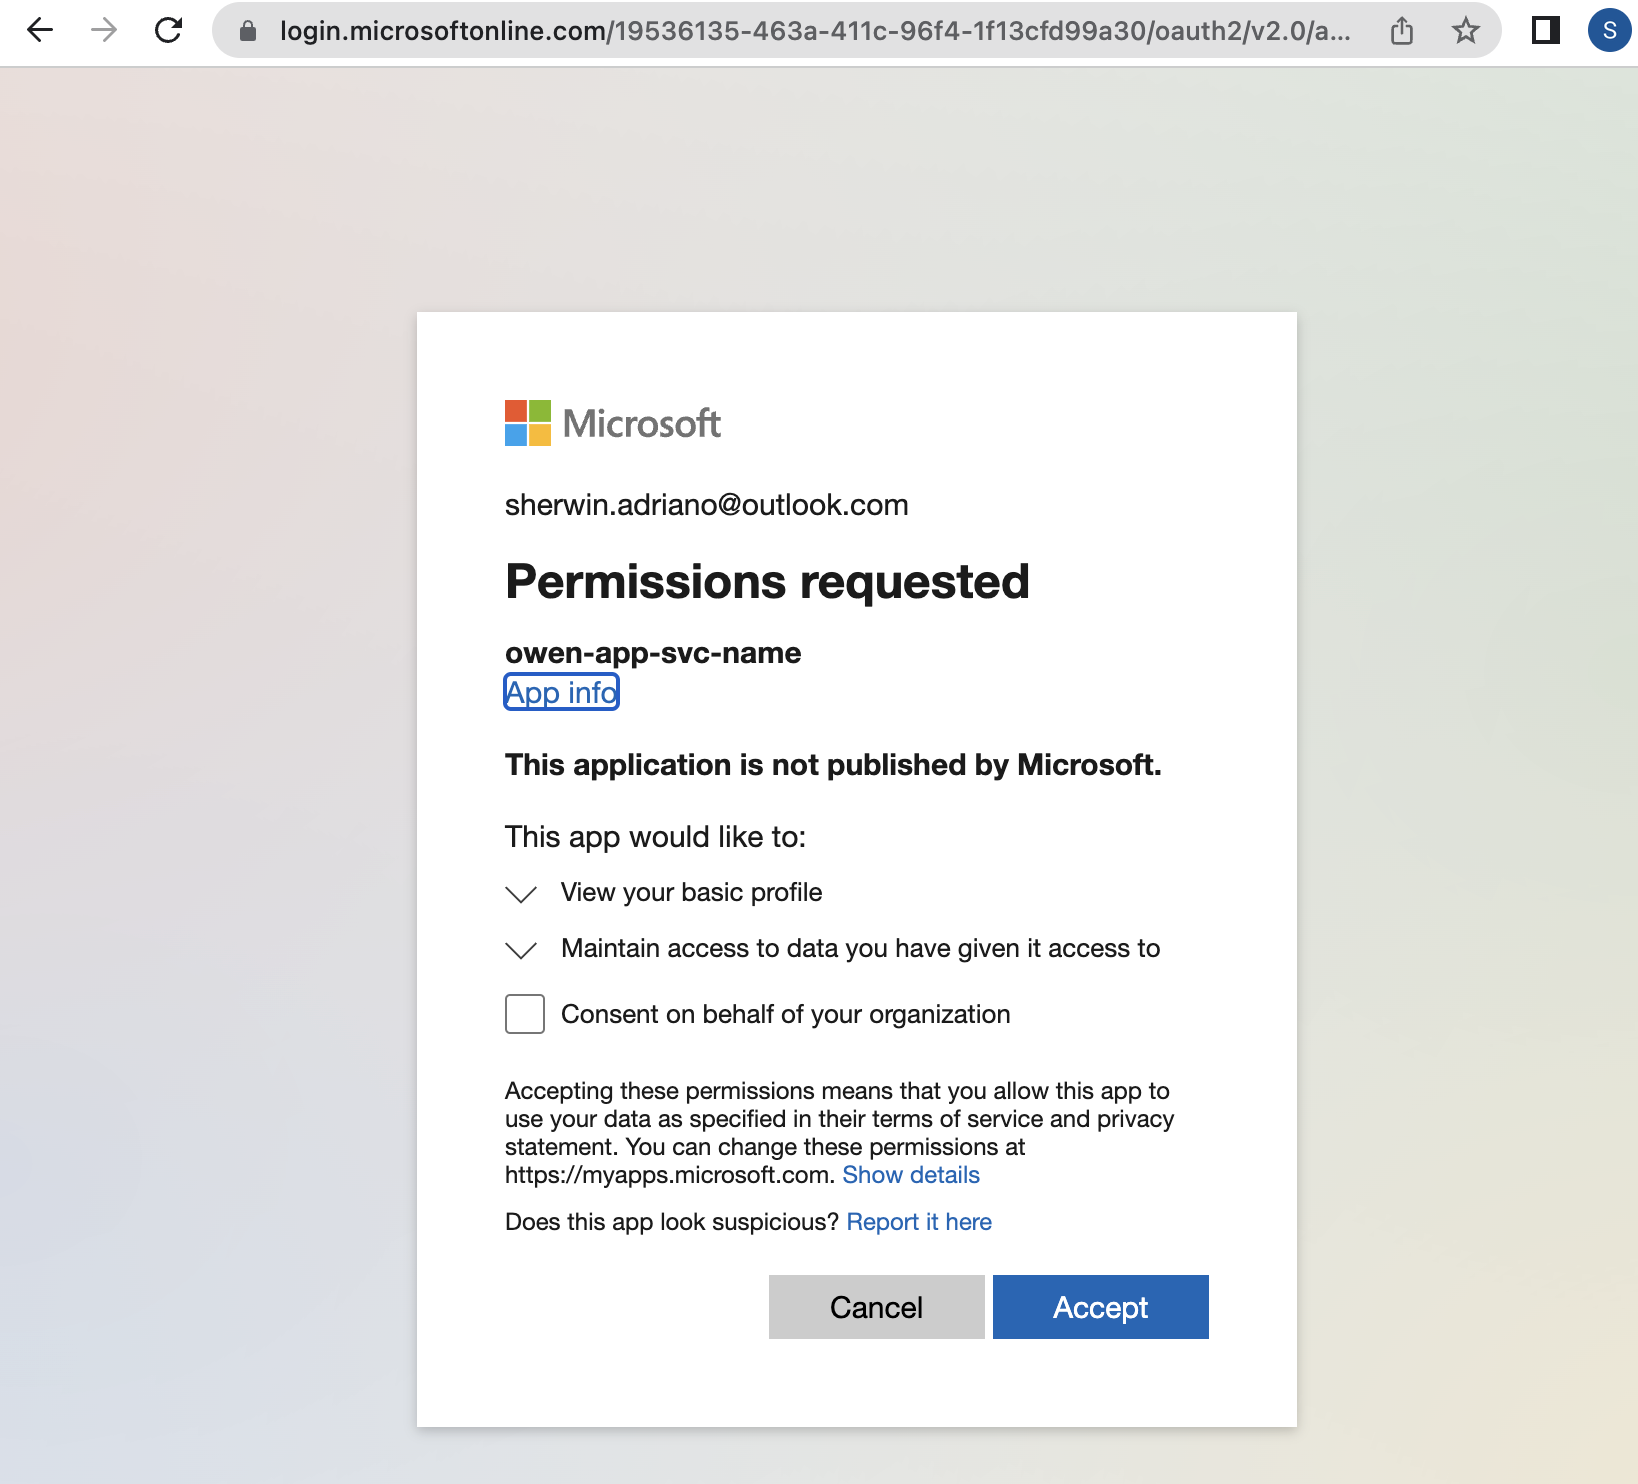 login.microsoftonline.com/19536135-463a-411c-96f4-1f13cfd99a30/oauth2/v2.0/a...
S
Microsoft
sherwin.adriano@outlook.com
Permissions requested
owen-app-svc-name
App info
This application is not published by Microsoft.
This app would like to:
View your basic profile
Maintain access to data you have given it access to
Consent on behalf of your organization
Accepting these permissions means that you allow this app to
use your data as specified in their terms of service and privacy
statement. You can change these permissions at
https://myapps.microsoft.com. Show details
Does this app look suspicious? Report it here
Cancel Accept